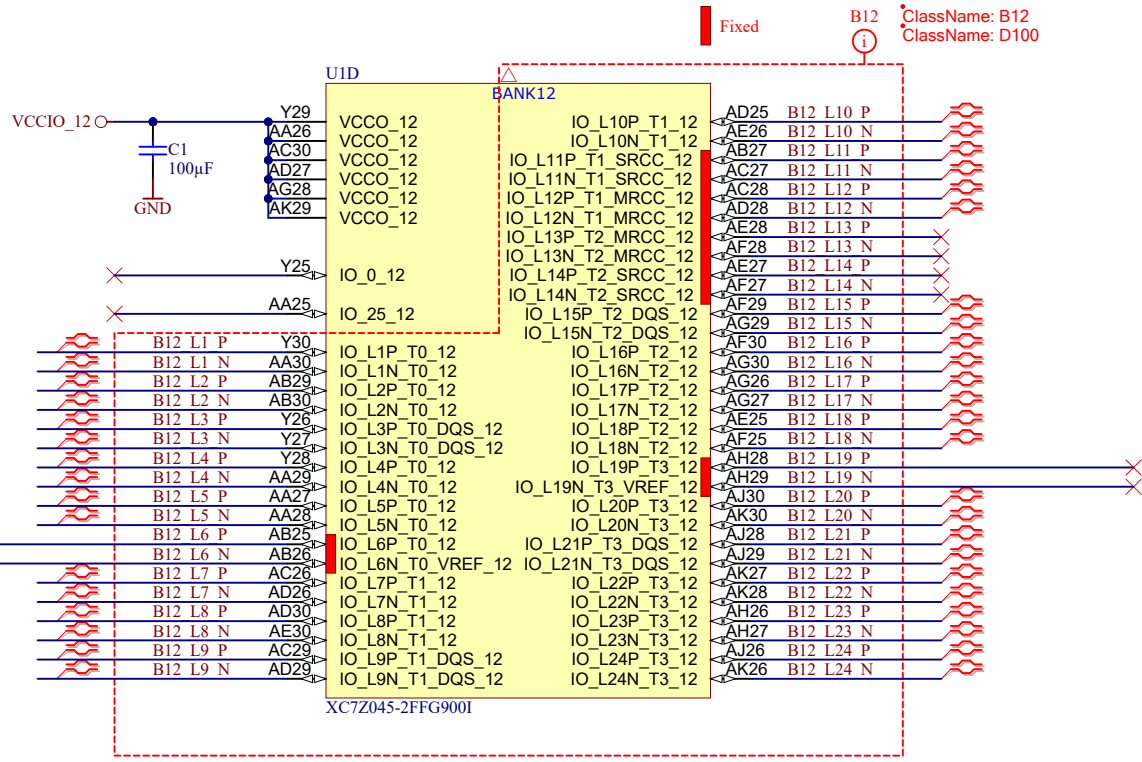 Fixed
B12
ClassName: B12
ClassName: D100
U1D
BANK12
VCCIO_12
C1
100µF
GND
Y29 VCCO_12
AA26 VCCO_12
AC30 VCCO_12
AD27 VCCO_12
AG28 VCCO_12
AK29 VCCO_12
Y25 IO_0_12
AA25 IO_25_12
B12_L1_P Y30 IO_L1P_T0_12
B12_L1_N AA30 IO_L1N_T0_12
B12_L2_P AB29 IO_L2P_T0_12
B12_L2_N AB30 IO_L2N_T0_12
B12_L3_P Y26 IO_L3P_T0_DQS_12
B12_L3_N Y27 IO_L3N_T0_DQS_12
B12_L4_P Y28 IO_L4P_T0_12
B12_L4_N AA29 IO_L4N_T0_12
B12_L5_P AA27 IO_L5P_T0_12
B12_L5_N AA28 IO_L5N_T0_12
B12_L6_P AB25 IO_L6P_T0_12
B12_L6_N AB26 IO_L6N_T0_VREF_12
B12_L7_P AC26 IO_L7P_T1_12
B12_L7_N AD26 IO_L7N_T1_12
B12_L8_P AD30 IO_L8P_T1_12
B12_L8_N AE30 IO_L8N_T1_12
B12_L9_P AC29 IO_L9P_T1_DQS_12
B12_L9_N AD29 IO_L9N_T1_DQS_12
IO_L10P_T1_12 AD25 B12_L10_P
IO_L10N_T1_12 AE26 B12_L10_N
IO_L11P_T1_SRCC_12 AB27 B12_L11_P
IO_L11N_T1_SRCC_12 AC27 B12_L11_N
IO_L12P_T1_MRCC_12 AC28 B12_L12_P
IO_L12N_T1_MRCC_12 AD28 B12_L12_N
IO_L13P_T2_MRCC_12 AE28 B12_L13_P
IO_L13N_T2_MRCC_12 AF28 B12_L13_N
IO_L14P_T2_SRCC_12 AE27 B12_L14_P
IO_L14N_T2_SRCC_12 AF27 B12_L14_N
IO_L15P_T2_DQS_12 AF29 B12_L15_P
IO_L15N_T2_DQS_12 AG29 B12_L15_N
IO_L16P_T2_12 AF30 B12_L16_P
IO_L16N_T2_12 AG30 B12_L16_N
IO_L17P_T2_12 AG26 B12_L17_P
IO_L17N_T2_12 AG27 B12_L17_N
IO_L18P_T2_12 AE25 B12_L18_P
IO_L18N_T2_12 AF25 B12_L18_N
IO_L19P_T3_12 AH28 B12_L19_P
IO_L19N_T3_VREF_12 AH29 B12_L19_N
IO_L20P_T3_12 AJ30 B12_L20_P
IO_L20N_T3_12 AK30 B12_L20_N
IO_L21P_T3_DQS_12 AJ28 B12_L21_P
IO_L21N_T3_DQS_12 AJ29 B12_L21_N
IO_L22P_T3_12 AK27 B12_L22_P
IO_L22N_T3_12 AK28 B12_L22_N
IO_L23P_T3_12 AH26 B12_L23_P
IO_L23N_T3_12 AH27 B12_L23_N
IO_L24P_T3_12 AJ26 B12_L24_P
IO_L24N_T3_12 AK26 B12_L24_N
XC7Z045-2FFG900I